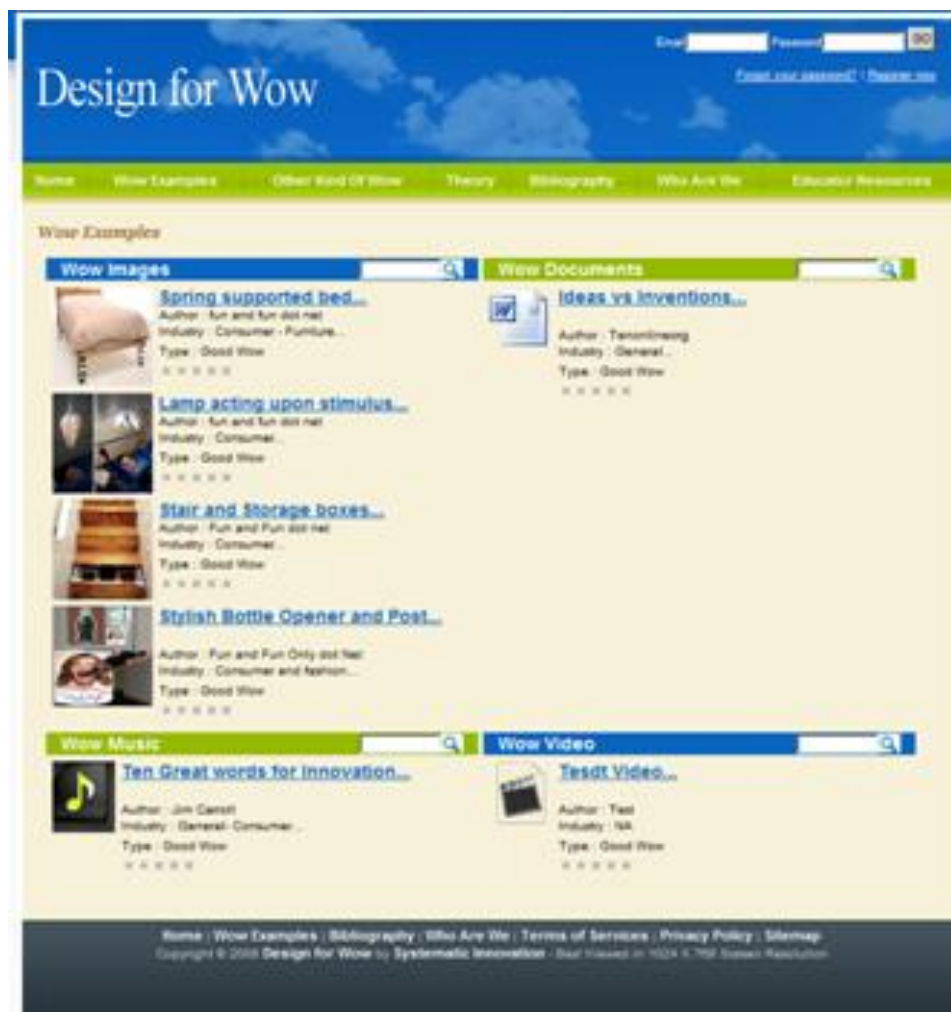 Email Password GO
Design for Wow
Forgot your password? | Register now
Home Wow Examples Other Kind Of Wow Theory Bibliography Who Are We Educator Resources
Wow Examples
Wow Images
Spring supported bed...
Author : fun and fun dot net
Industry : Consumer - Furniture...
Type : Good Wow
Lamp acting upon stimulus...
Author : fun and fun dot net
Industry : Consumer...
Type : Good Wow
Stair and Storage boxes...
Author : Fun and Fun dot net
Industry : Consumer...
Type : Good Wow
Stylish Bottle Opener and Post...
Author : Fun and Fun Only dot Net
Industry : Consumer and fashion...
Type : Good Wow
Wow Documents
Ideas vs Inventions...
Author :
Industry : General...
Type : Good Wow
Wow Music
Ten Great words for Innovation...
Author : Jim Carroll
Industry : General- Consumer...
Type : Good Wow
Wow Video
Tesdt Video...
Author : Test
Industry : NA
Type : Good Wow
Home | Wow Examples | Bibliography | Who Are We | Terms of Services | Privacy Policy | Sitemap
Copyright © 2008 Design for Wow by Systematic Innovation - Best Viewed in 1024 X 768 Screen Resolution